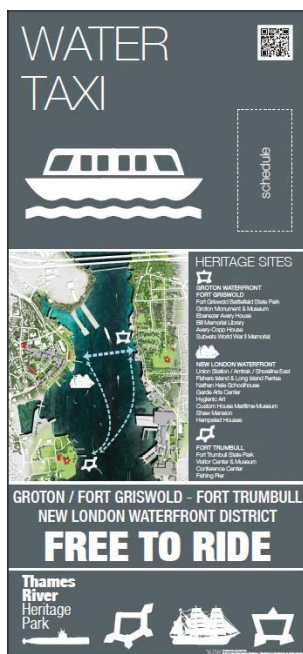 WATER
TAXI
schedule
HERITAGE SITES
GROTON WATERFRONT
FORT GRISWOLD
Fort Griswold Battlefield State Park
Groton Monument & Museum
Ebenezer Avery House
Bill Memorial Library
Avery-Copp House
Subvets World War II Memorial
NEW LONDON WATERFRONT
Union Station / Amtrak / Shoreline East
Fishers Island & Long Island Ferries
Nathan Hale Schoolhouse
Garde Arts Center
Hygienic Art
Custom House Maritime Museum
Shaw Mansion
Hempsted Houses
FORT TRUMBULL
Fort Trumbull State Park
Visitor Center & Museum
Conference Center
Fishing Pier
GROTON / FORT GRISWOLD - FORT TRUMBULL
NEW LONDON WATERFRONT DISTRICT
FREE TO RIDE
Thames
River
Heritage
Park